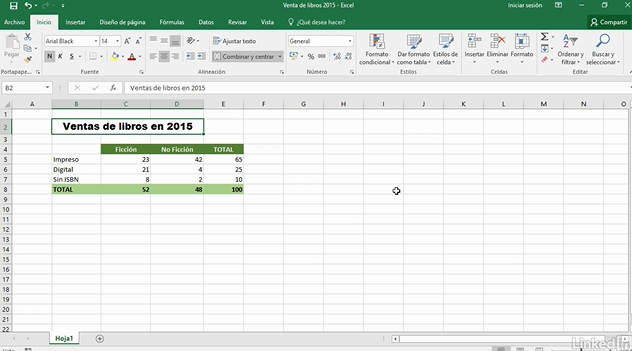 Venta de libros 2015 - Excel
Iniciar sesión
Archivo Inicio Insertar Diseño de página Fórmulas Datos Revisar Vista ¿Qué desea hacer? Compartir
Pegar
Arial Black 14 A A
Ajustar texto
General
N K S
Combinar y centrar
% 000
Formato condicional
Dar formato como tabla
Estilos de celda
Insertar Eliminar Formato
Ordenar y filtrar
Buscar y seleccionar
Portapape... Fuente Alineación Número Estilos Celdas Modificar
B2 fx Ventas de libros en 2015
A B C D E F G H I J K L M N O
1
2 Ventas de libros en 2015
3
4 Ficción No Ficción TOTAL
5 Impreso 23 42 65
6 Digital 21 4 25
7 Sin ISBN 8 2 10
8 TOTAL 52 48 100
9
10
11
12
13
14
15
16
17
18
19
20
21
22
Hoja1
LinkedIn